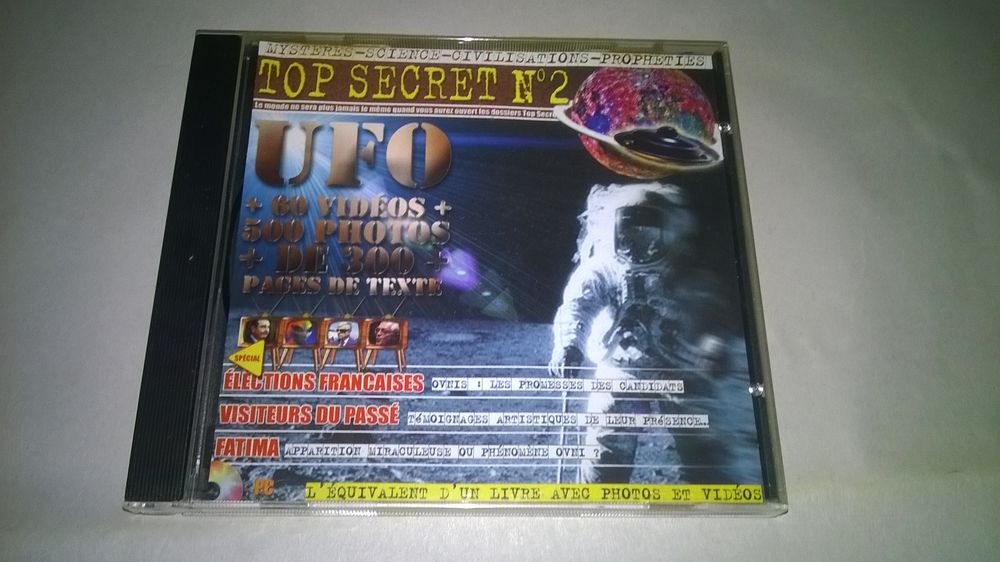 MYSTERES-SCIENCE-CIVILISATIONS-PROPHETIES
TOP SECRET N°2
Le monde ne sera plus jamais le même quand vous aurez ouvert les dossiers Top Secret
UFO
+ 60 VIDÉOS +
500 PHOTOS
+ DE 300 +
PAGES DE TEXTE
SPÉCIAL
ÉLECTIONS FRANCAISES OVNIS : LES PROMESSES DES CANDIDATS
VISITEURS DU PASSÉ TéMOIGNAGES ARTISTIQUES DE LEUR PRéSENCE..
FATIMA APPARITION MIRACULEUSE OU PHÉNOMÈNE OVNI ?
PC
L'ÉQUIVALENT D'UN LIVRE AVEC PHOTOS ET VIDÉOS